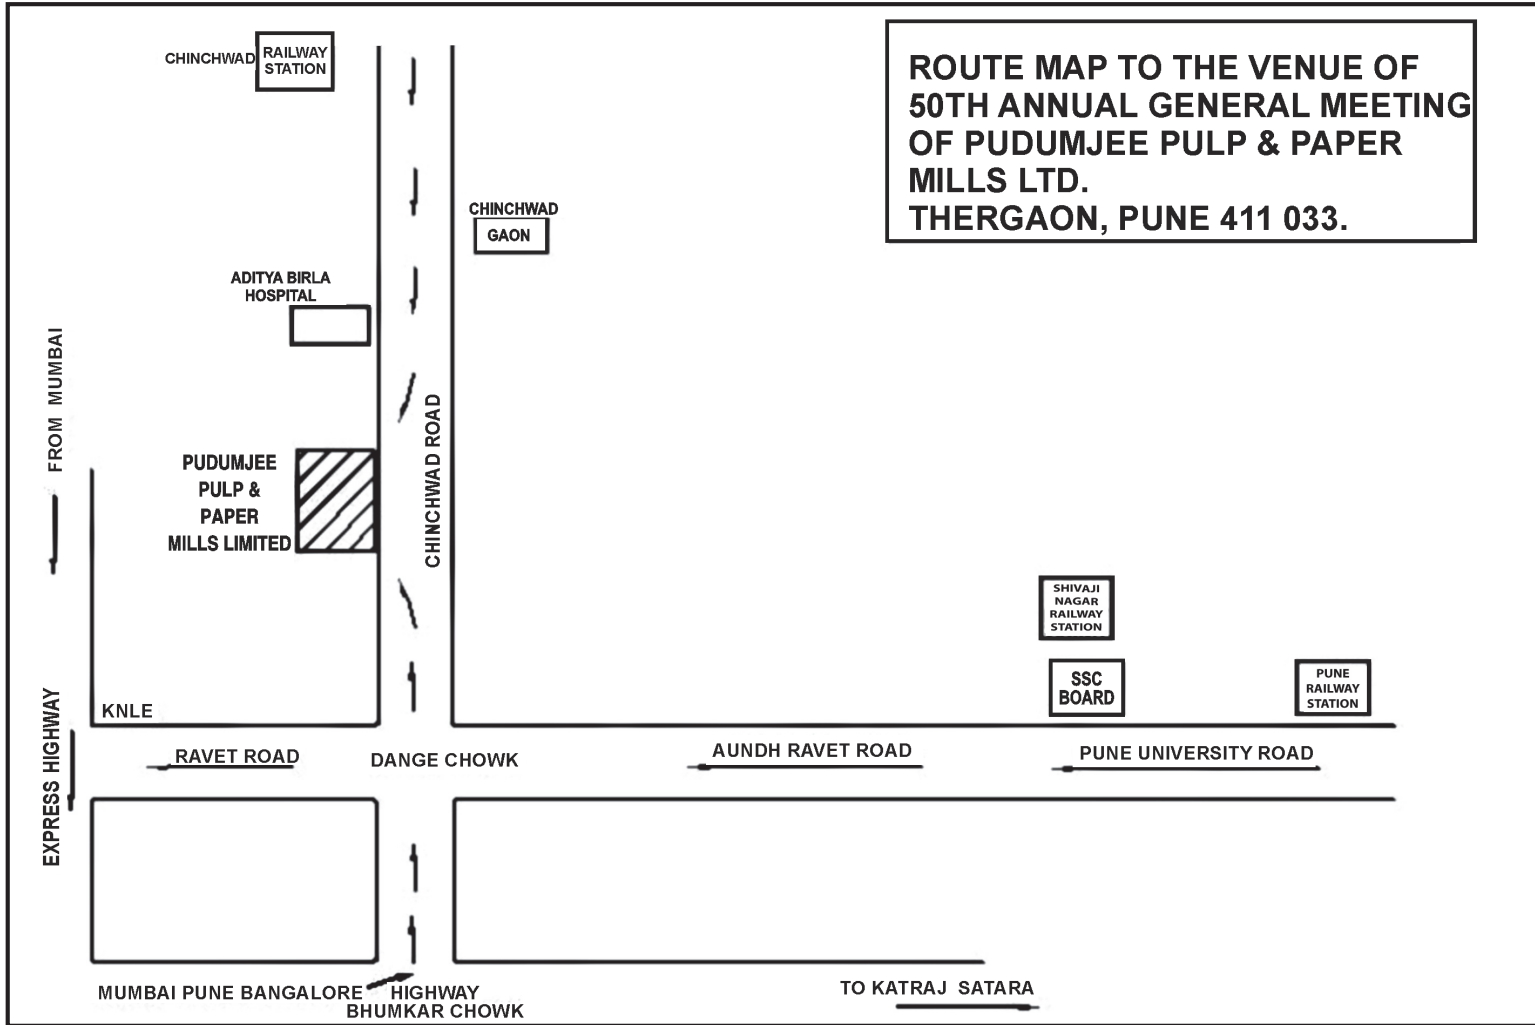 ROUTE MAP TO THE VENUE OF
50TH ANNUAL GENERAL MEETING
OF PUDUMJEE PULP & PAPER
MILLS LTD.
THERGAON, PUNE 411 033.
CHINCHWAD
RAILWAY
STATION
CHINCHWAD
GAON
ADITYA BIRLA
HOSPITAL
FROM MUMBAI
CHINCHWAD ROAD
PUDUMJEE
PULP &
PAPER
MILLS LIMITED
SHIVAJI
NAGAR
RAILWAY
STATION
SSC
BOARD
PUNE
RAILWAY
STATION
EXPRESS HIGHWAY
KNLE
RAVET ROAD
DANGE CHOWK
AUNDH RAVET ROAD
PUNE UNIVERSITY ROAD
MUMBAI PUNE BANGALORE HIGHWAY
BHUMKAR CHOWK
TO KATRAJ SATARA